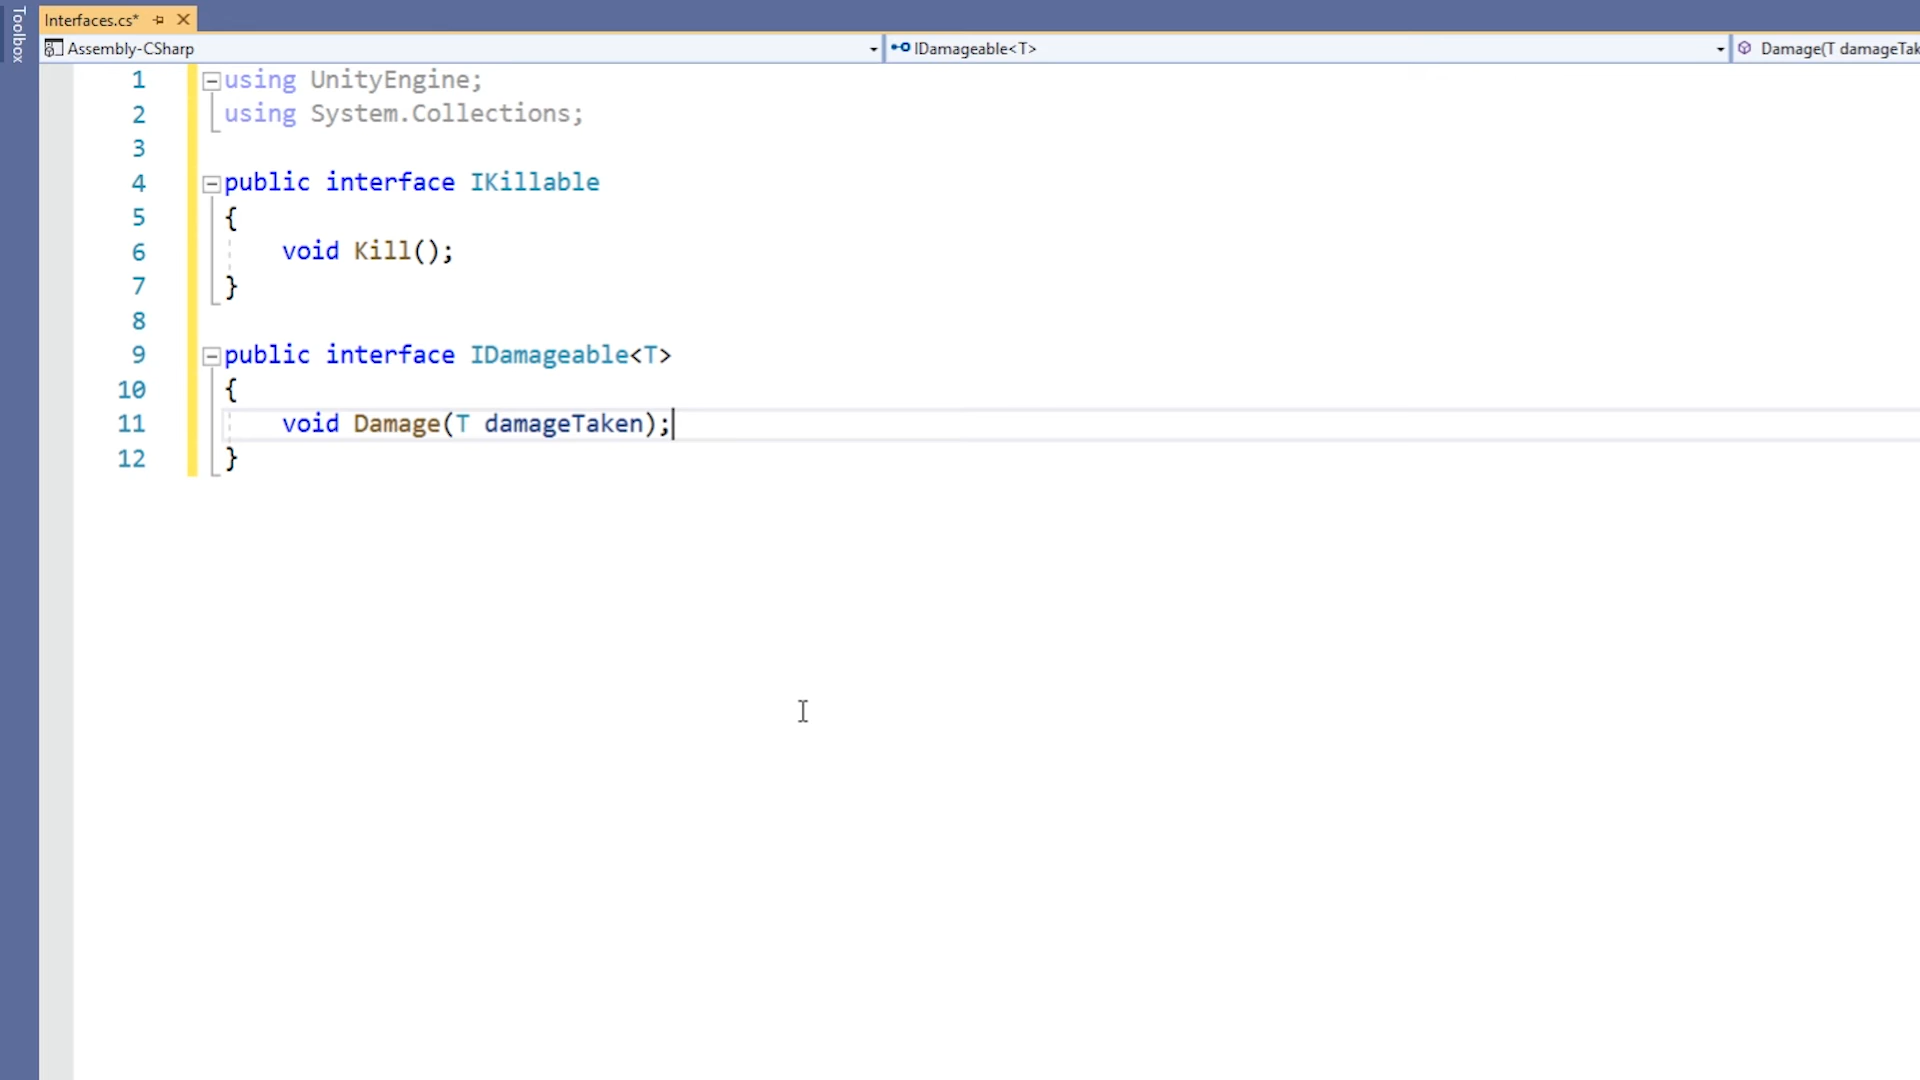 Toolbox
Interfaces.cs*
Assembly-CSharp
IDamageable<T>
Damage(T damageTak
1 using UnityEngine;
2 using System.Collections;
3
4 public interface IKillable
5 {
6     void Kill();
7 }
8
9 public interface IDamageable<T>
10 {
11     void Damage(T damageTaken);
12 }